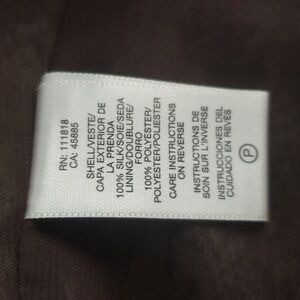 RN: 111818
CA: 45885
SHELL/VESTE/
CAPA EXTERIOR DE
LA PRENDA
100% SILK/SOIE/SEDA
LINING/DOUBLURE/
FORRO
100% POLYESTER/
POLYESTER/POLIESTER
CARE INSTRUCTIONS
ON REVERSE
INSTRUCTIONS DE
SOIN SUR L'INVERSE
INSTRUCCIONES DEL
CUIDADO EN REVÉS
P